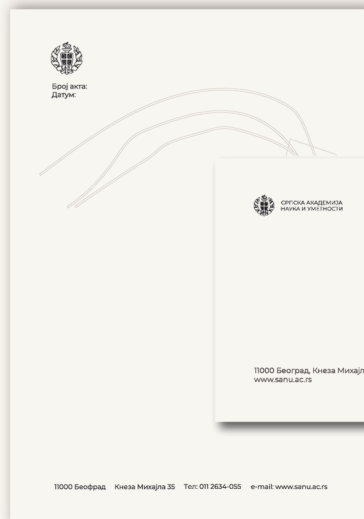 Број акта:
Датум:
СРПСКА АКАДЕМИЈА
НАУКА И УМЕТНОСТИ
11000 Београд, Кнеза Михајл
www.sanu.ac.rs
11000 Беофрад Кнеза Михајла 35 Тел: 011 2634-055 e-mail: www.sanu.ac.rs